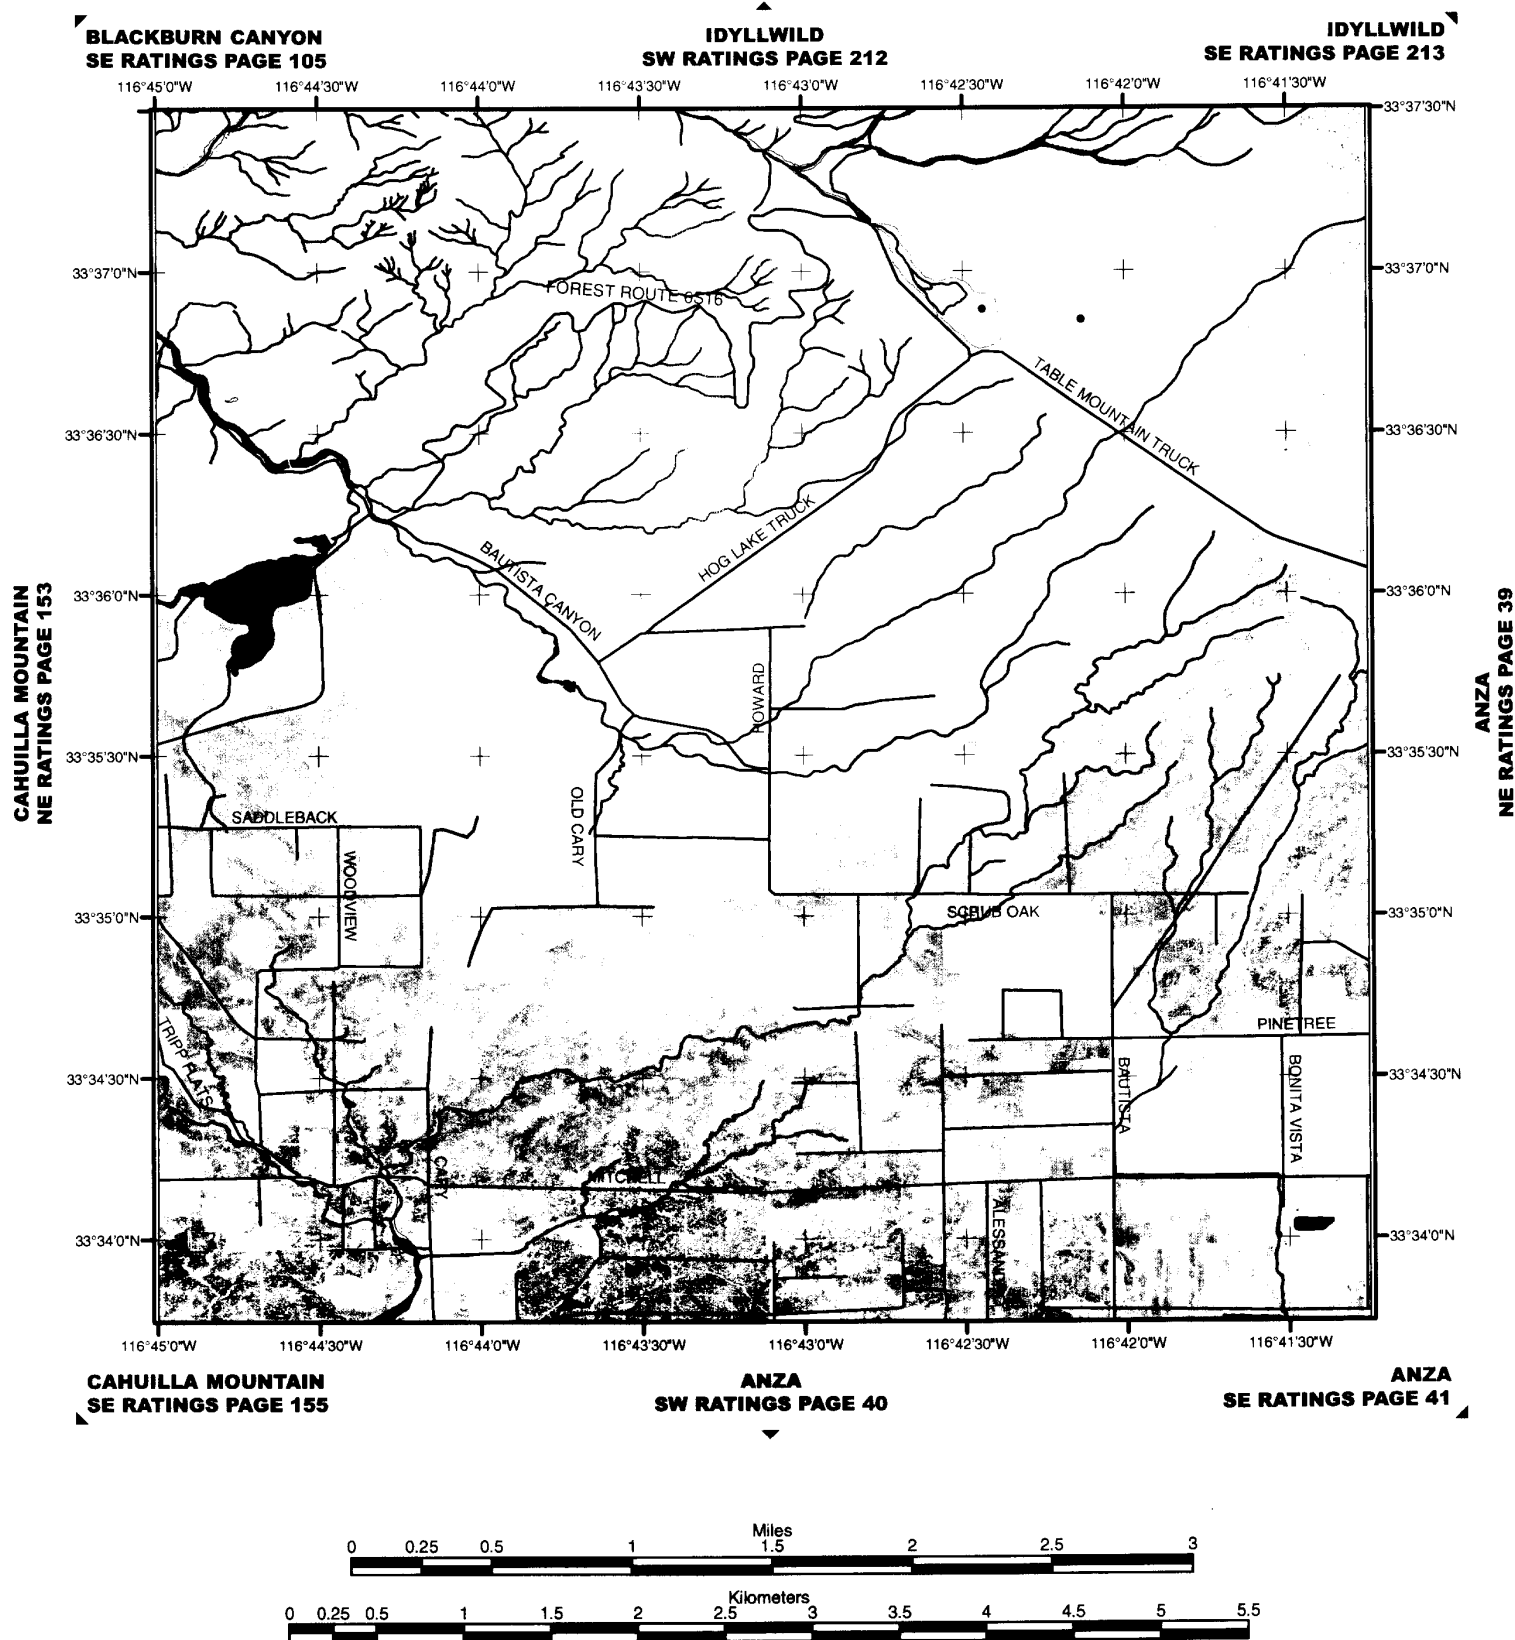 BLACKBURN CANYON
SE RATINGS PAGE 105
IDYLLWILD
SW RATINGS PAGE 212
IDYLLWILD
SE RATINGS PAGE 213
116°45'0"W
116°44'30"W
116°44'0"W
116°43'30"W
116°43'0"W
116°42'30"W
116°42'0"W
116°41'30"W
33°37'30"N
33°37'0"N
33°37'0"N
FOREST ROUTE 6S16
TABLE MOUNTAIN TRUCK
33°36'30"N
33°36'30"N
HOG LAKE TRUCK
BAUTISTA CANYON
33°36'0"N
33°36'0"N
CAHUILLA MOUNTAIN
NE RATINGS PAGE 153
ANZA
NE RATINGS PAGE 39
HOWARD
33°35'30"N
33°35'30"N
OLD CARY
SADDLEBACK
WOODVIEW
33°35'0"N
SCRUB OAK
33°35'0"N
TRIPP FLATS
PINETREE
33°34'30"N
33°34'30"N
BAUTISTA
BONITA VISTA
CARY
MITCHELL
33°34'0"N
33°34'0"N
116°45'0"W
116°44'30"W
116°44'0"W
116°43'30"W
116°43'0"W
116°42'30"W
116°42'0"W
116°41'30"W
CAHUILLA MOUNTAIN
SE RATINGS PAGE 155
ANZA
SW RATINGS PAGE 40
ANZA
SE RATINGS PAGE 41
Miles
0 0.25 0.5 1 1.5 2 2.5 3
Kilometers
0 0.25 0.5 1 1.5 2 2.5 3 3.5 4 4.5 5 5.5